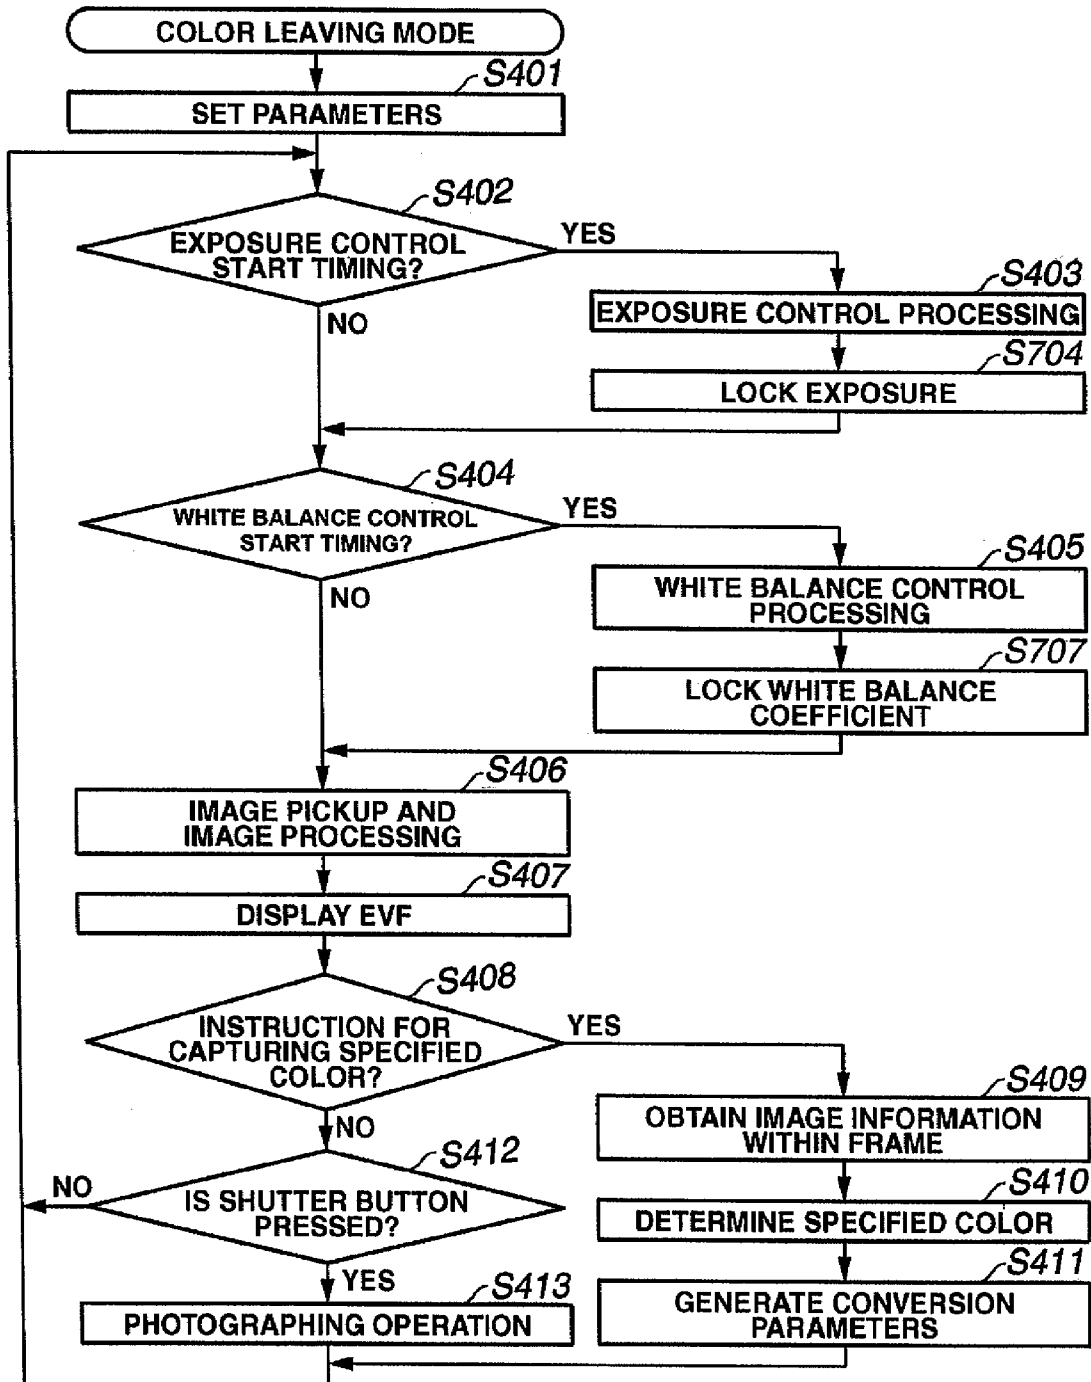 COLOR LEAVING MODE
S401
SET PARAMETERS
S402
EXPOSURE CONTROL
START TIMING?
YES
NO
S403
EXPOSURE CONTROL PROCESSING
S704
LOCK EXPOSURE
S404
WHITE BALANCE CONTROL
START TIMING?
YES
NO
S405
WHITE BALANCE CONTROL
PROCESSING
S707
LOCK WHITE BALANCE
COEFFICIENT
S406
IMAGE PICKUP AND
IMAGE PROCESSING
S407
DISPLAY EVF
S408
INSTRUCTION FOR
CAPTURING SPECIFIED
COLOR?
YES
NO
S409
OBTAIN IMAGE INFORMATION
WITHIN FRAME
S410
DETERMINE SPECIFIED COLOR
S411
GENERATE CONVERSION
PARAMETERS
S412
IS SHUTTER BUTTON
PRESSED?
NO
YES
S413
PHOTOGRAPHING OPERATION